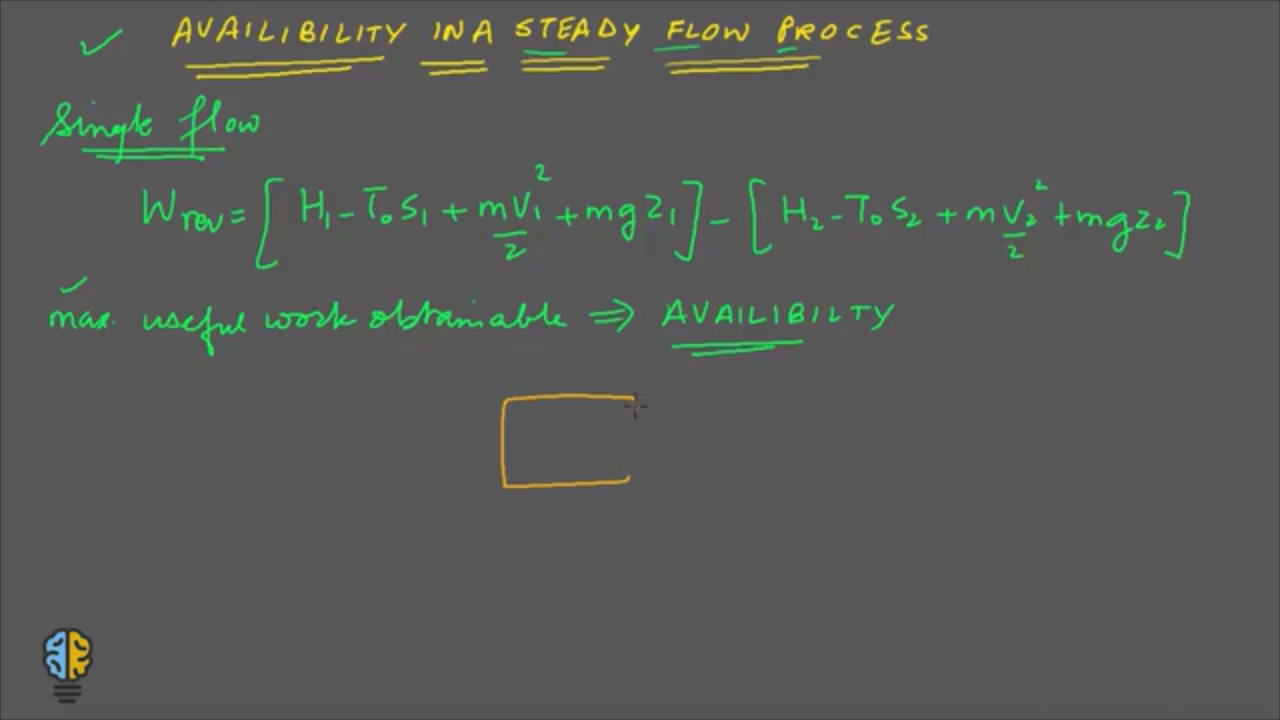 AVAILIBILITY IN A STEADY FLOW PROCESS
Single flow
Wrev = [H₁ - T₀S₁ + mV₁²/2 + mgz₁] - [H₂ - T₀S₂ + mV₂²/2 + mgz₂]
max. useful work obtainable ⇒ AVAILIBILTY